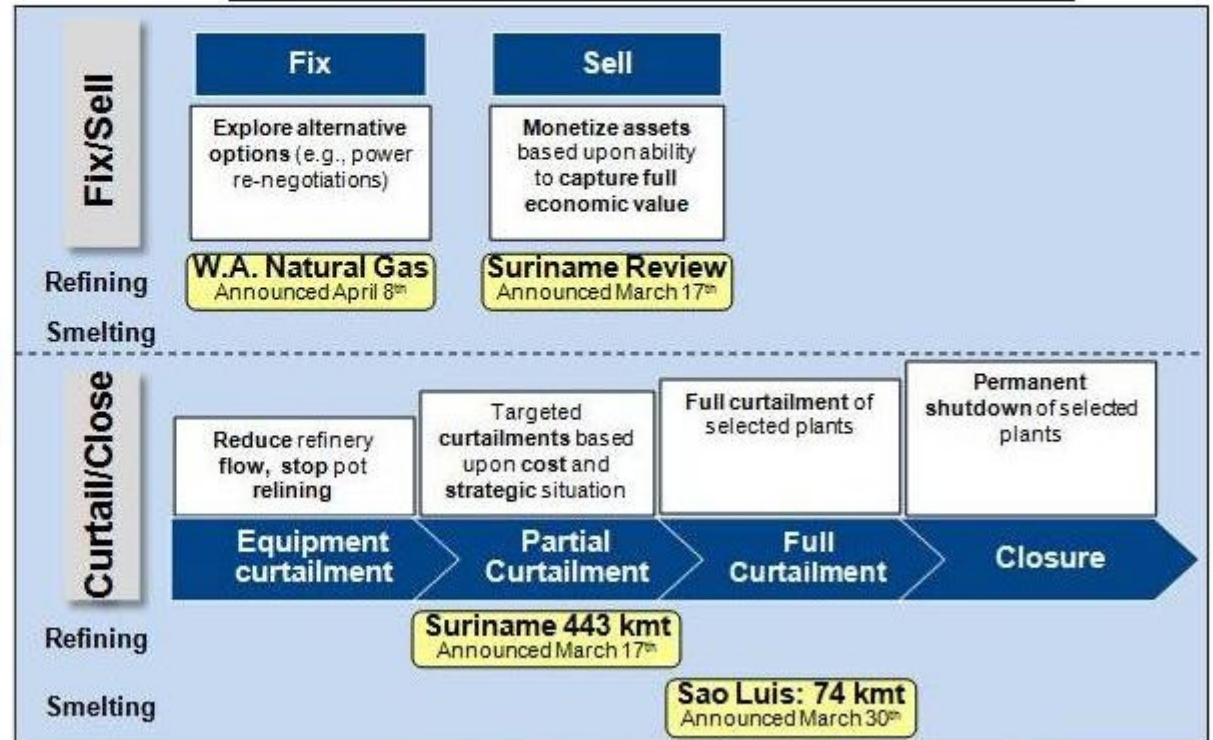 Fix/Sell
Fix
Sell
Explore alternative
options (e.g., power
re-negotiations)
Monetize assets
based upon ability
to capture full
economic value
Refining
W.A. Natural Gas
Announced April 8th
Suriname Review
Announced March 17th
Smelting
Curtail/Close
Reduce refinery
flow, stop pot
relining
Targeted
curtailments based
upon cost and
strategic situation
Full curtailment of
selected plants
Permanent
shutdown of selected
plants
Equipment
curtailment
Partial
Curtailment
Full
Curtailment
Closure
Refining
Suriname 443 kmt
Announced March 17th
Smelting
Sao Luis: 74 kmt
Announced March 30th